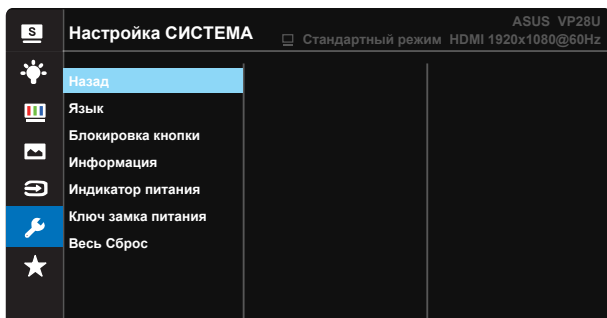 S
Настройка СИСТЕМА
ASUS VP28U
Стандартный режим HDMI 1920x1080@60Hz
Назад
Язык
Блокировка кнопки
Информация
Индикатор питания
Ключ замка питания
Весь Сброс